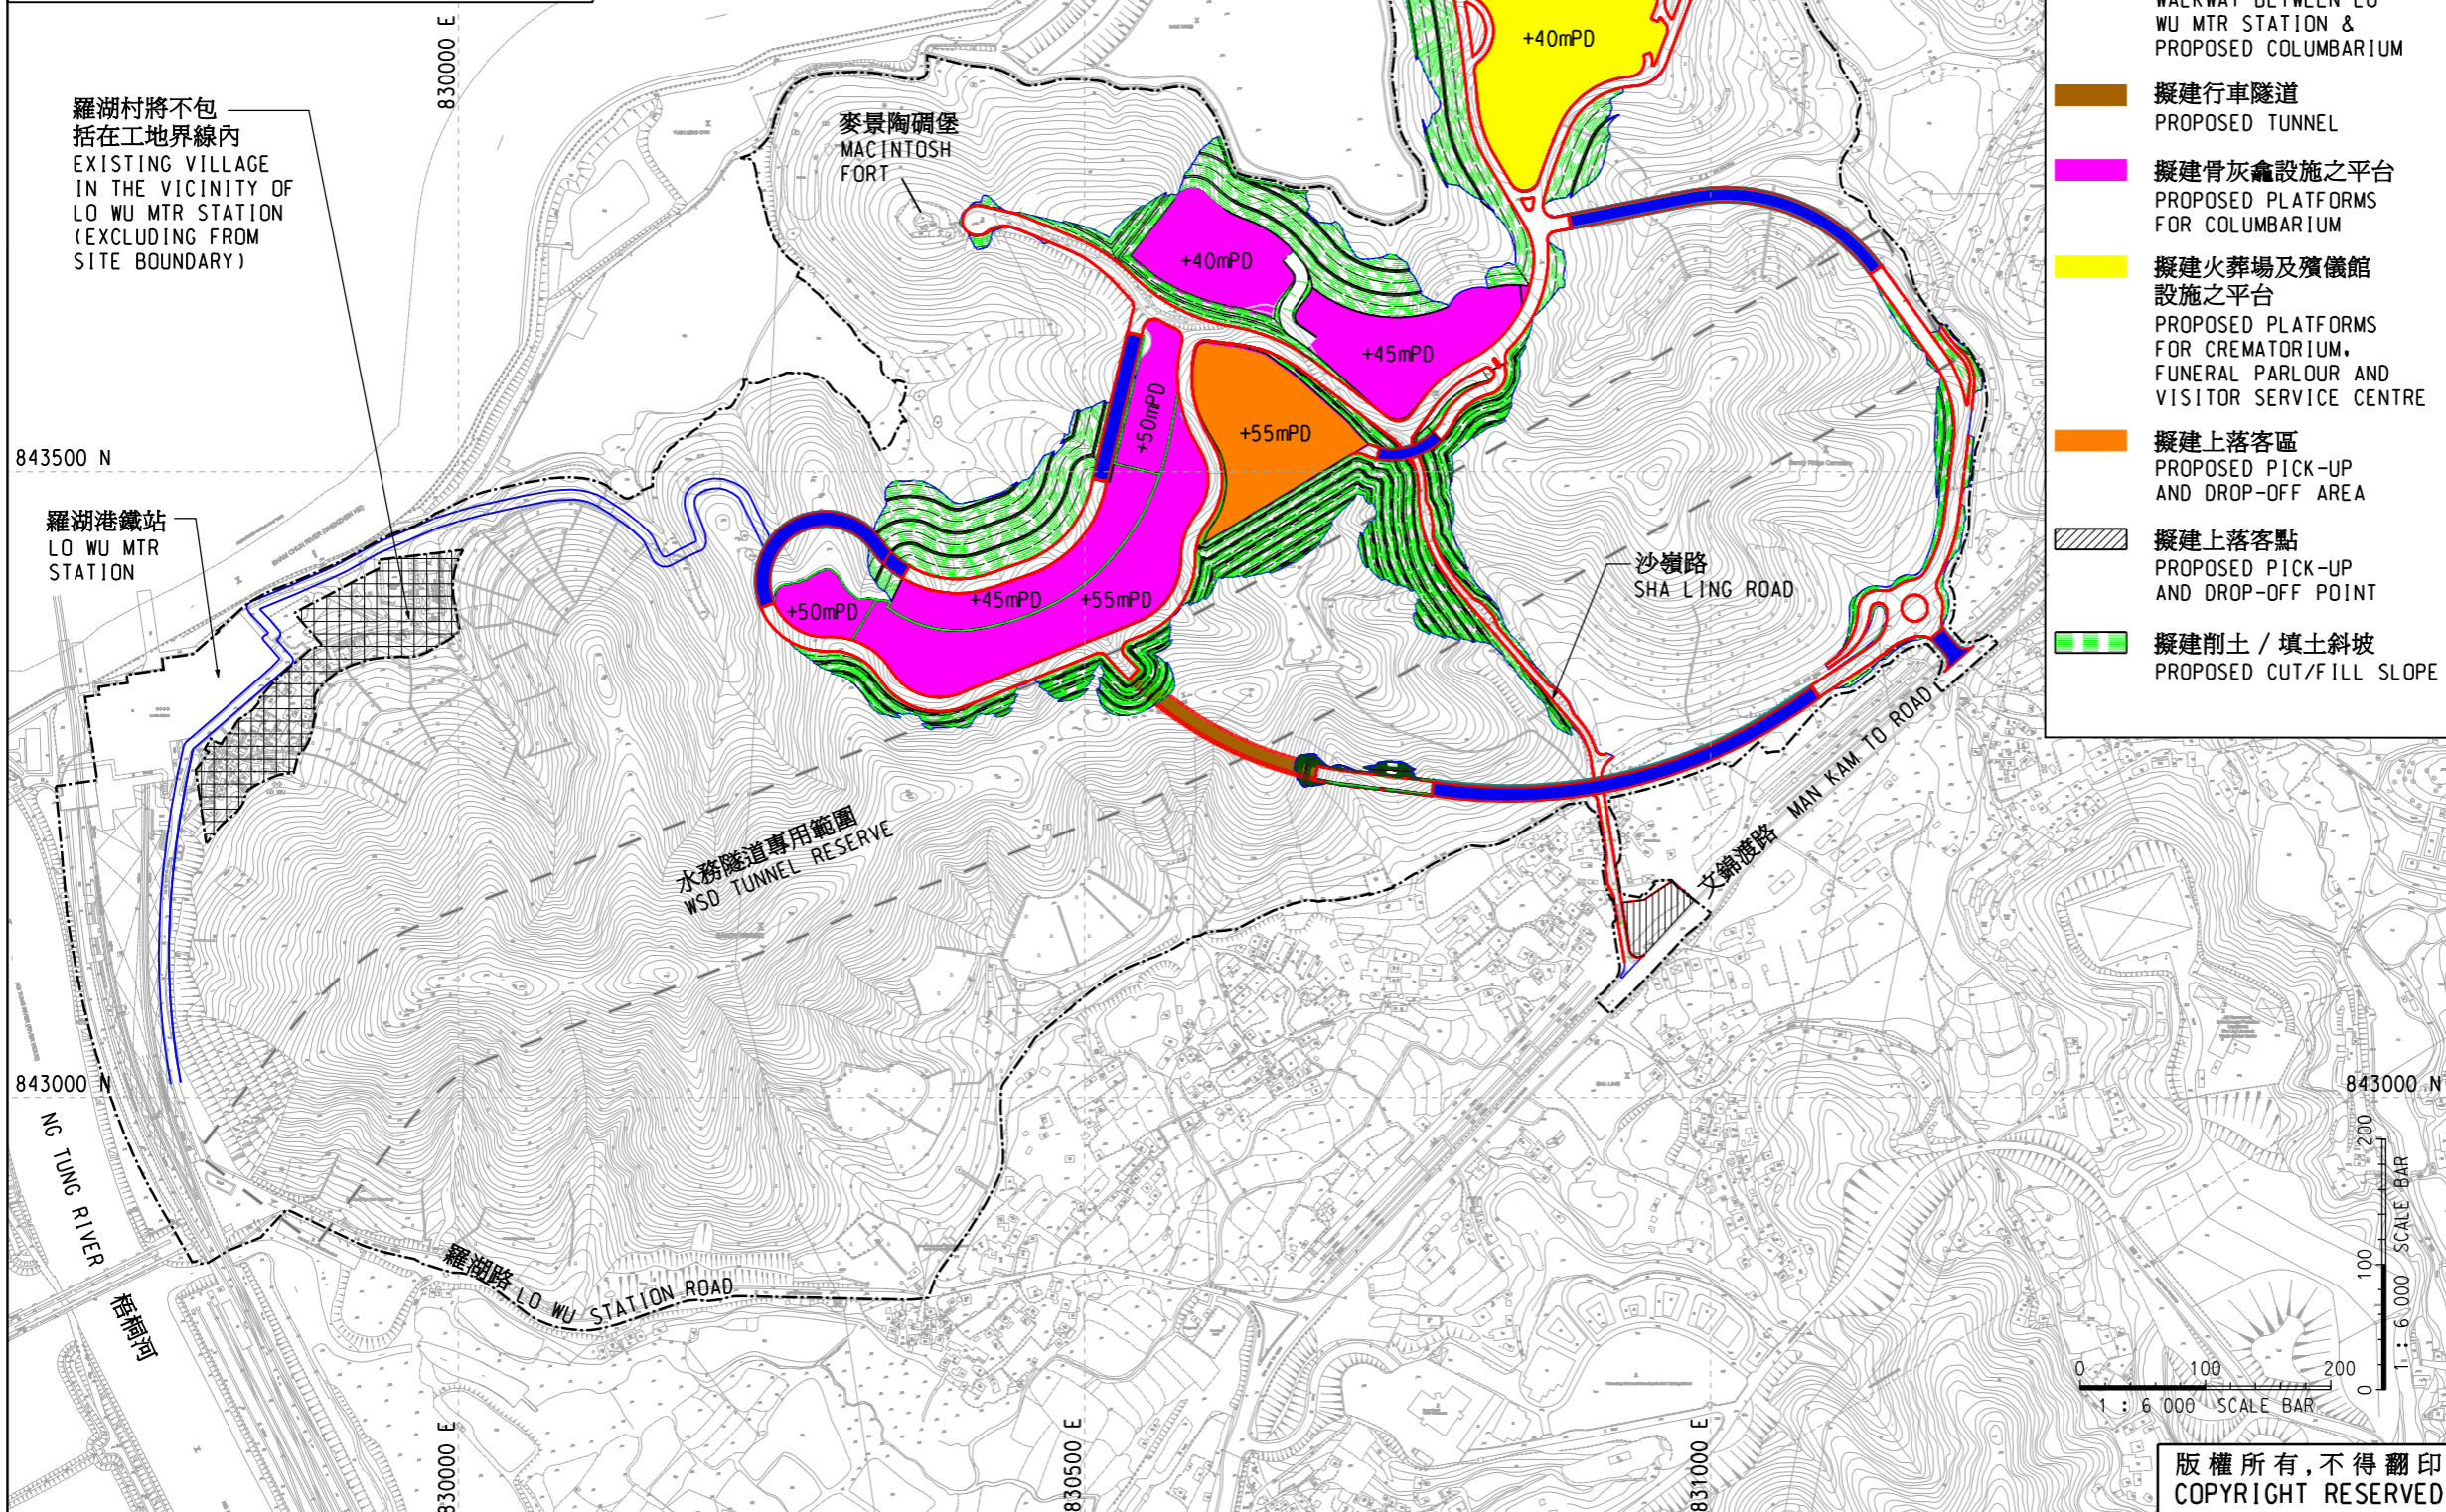 830000 E
羅湖村將不包
括在工地界線內
EXISTING VILLAGE
IN THE VICINITY OF
LO WU MTR STATION
(EXCLUDING FROM
SITE BOUNDARY)
麥景陶碉堡
MACINTOSH
FORT
+40mPD
+40mPD
+45mPD
+50mPD
+55mPD
843500 N
羅湖港鐵站
LO WU MTR
STATION
+50mPD
+45mPD
+55mPD
沙嶺路
SHA LING ROAD
水務隧道專用範圍
WSD TUNNEL RESERVE
文錦渡路 MAN KAM TO ROAD
843000 N
843000 N
NG TUNG RIVER
梧桐河
羅湖路 LO WU STATION ROAD
830000 E
830500 E
831000 E
WU MTR STATION &
PROPOSED COLUMBARIUM
擬建行車隧道
PROPOSED TUNNEL
擬建骨灰龕設施之平台
PROPOSED PLATFORMS
FOR COLUMBARIUM
擬建火葬場及殯儀館
設施之平台
PROPOSED PLATFORMS
FOR CREMATORIUM,
FUNERAL PARLOUR AND
VISITOR SERVICE CENTRE
擬建上落客區
PROPOSED PICK-UP
AND DROP-OFF AREA
擬建上落客點
PROPOSED PICK-UP
AND DROP-OFF POINT
擬建削土 / 填土斜坡
PROPOSED CUT/FILL SLOPE
0 100 200
1 : 6 000 SCALE BAR
0 100 200
1 : 6 000 SCALE BAR
版權所有,不得翻印
COPYRIGHT RESERVED